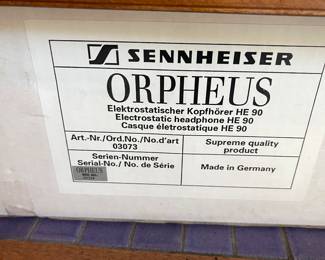 SENNHEISER
ORPHEUS
Elektrostatischer Kopfhörer HE 90
Electrostatic headphone HE 90
Casque életrostatique HE 90
Art.-Nr./Ord.No./No.d'art
03073
Supreme quality
product
Serien-Nummer
Serial-No./ No. de Série
ORPHEUS
Made in Germany